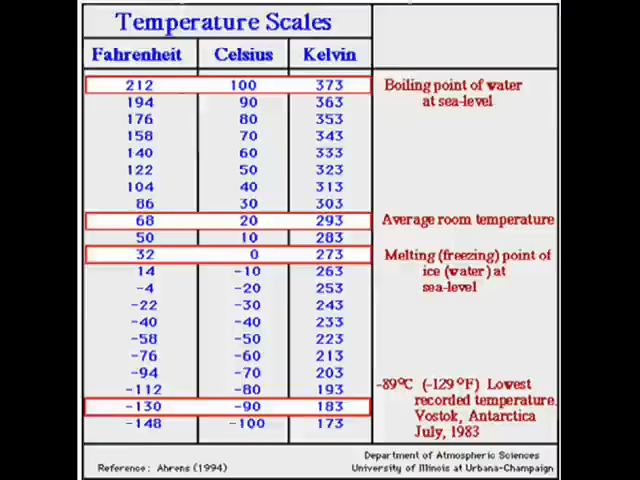 Temperature Scales
Fahrenheit Celsius Kelvin
212 100 373 Boiling point of water
194 90 363 at sea-level
176 80 353
158 70 343
140 60 333
122 50 323
104 40 313
86 30 303
68 20 293 Average room temperature
50 10 283
32 0 273 Melting (freezing) point of
14 -10 263 ice (water) at
-4 -20 253 sea-level
-22 -30 243
-40 -40 233
-58 -50 223
-76 -60 213
-94 -70 203
-112 -80 193 -89°C (-129°F) Lowest
-130 -90 183 recorded temperature.
-148 -100 173 Vostok, Antarctica
July, 1983
Department of Atmospheric Sciences
Reference: Ahrens (1994) University of Illinois at Urbana-Champaign